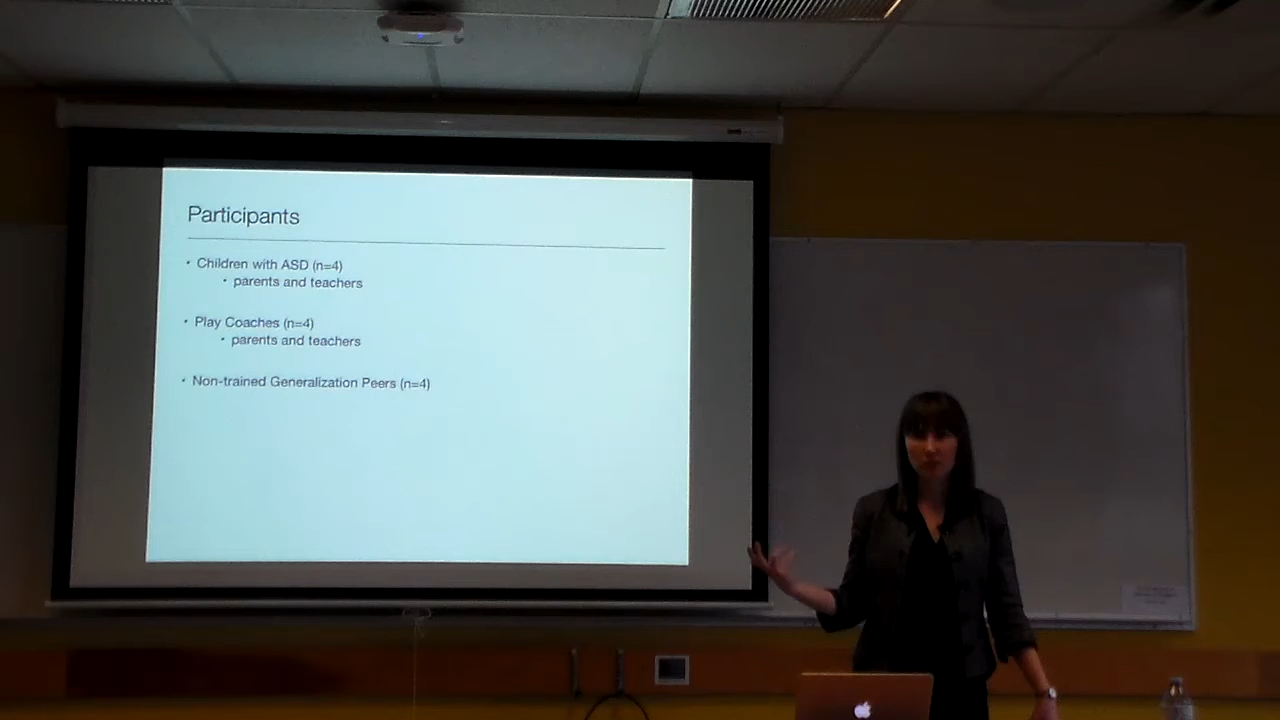 Participants
• Children with ASD (n=4)
• parents and teachers
• Play Coaches (n=4)
• parents and teachers
• Non-trained Generalization Peers (n=4)